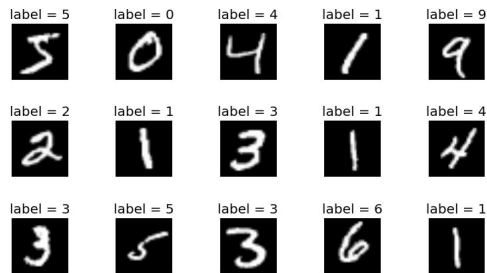 label = 5 label = 0 label = 4 label = 1 label = 9
5 0 4 1 9
label = 2 label = 1 label = 3 label = 1 label = 4
2 1 3 1 4
label = 3 label = 5 label = 3 label = 6 label = 1
3 5 3 6 1